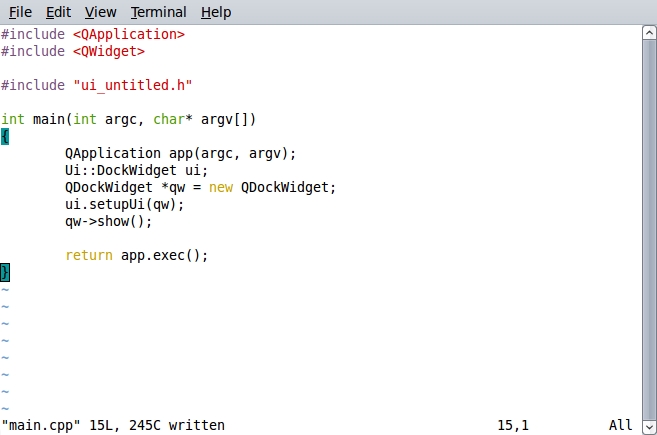 File Edit View Terminal Help
#include <QApplication>
#include <QWidget>
#include "ui_untitled.h"
int main(int argc, char* argv[])
{
        QApplication app(argc, argv);
        Ui::DockWidget ui;
        QDockWidget *qw = new QDockWidget;
        ui.setupUi(qw);
        qw->show();
        return app.exec();
}
~
~
~
~
~
~
~
~
"main.cpp" 15L, 245C written 15,1 All